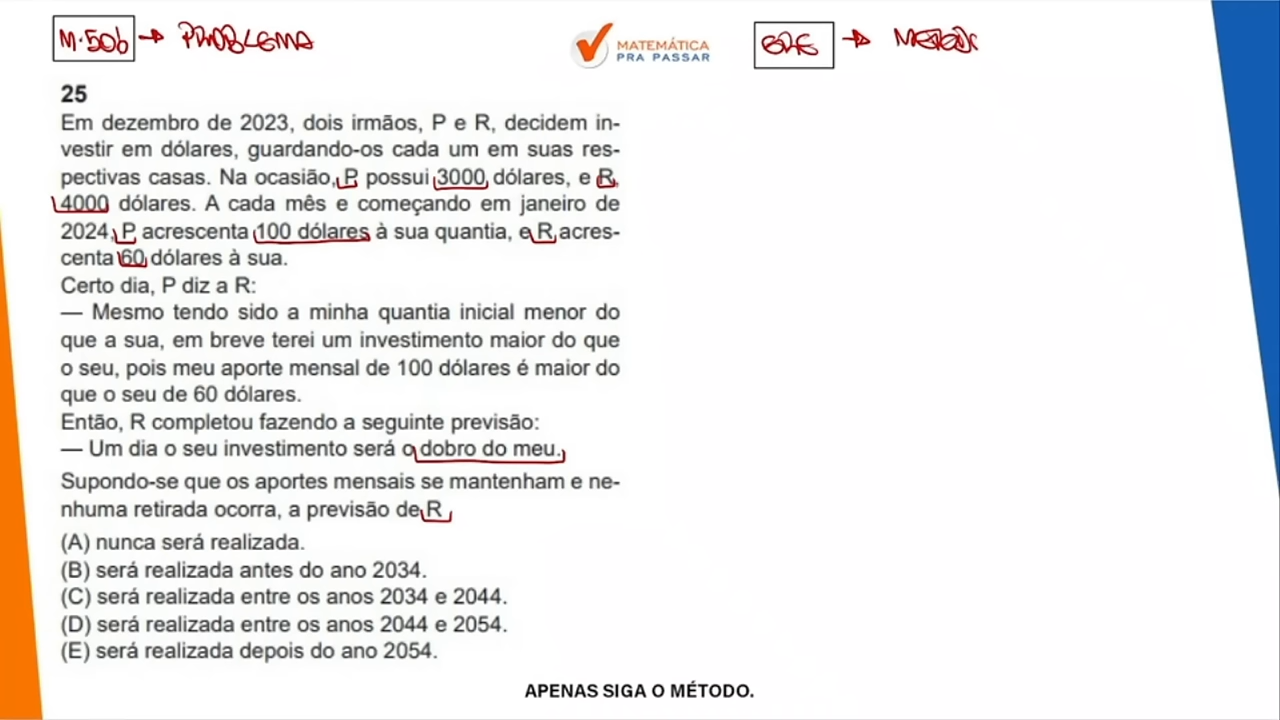 M.50b → PROBLEMA
MATEMÁTICA
PRA PASSAR
25
Em dezembro de 2023, dois irmãos, P e R, decidem in-
vestir em dólares, guardando-os cada um em suas res-
pectivas casas. Na ocasião, P possui 3000 dólares, e R,
4000 dólares. A cada mês e começando em janeiro de
2024, P acrescenta 100 dólares à sua quantia, e R acres-
centa 60 dólares à sua.
Certo dia, P diz a R:
— Mesmo tendo sido a minha quantia inicial menor do
que a sua, em breve terei um investimento maior do que
o seu, pois meu aporte mensal de 100 dólares é maior do
que o seu de 60 dólares.
Então, R completou fazendo a seguinte previsão:
— Um dia o seu investimento será o dobro do meu.
Supondo-se que os aportes mensais se mantenham e ne-
nhuma retirada ocorra, a previsão de R
(A) nunca será realizada.
(B) será realizada antes do ano 2034.
(C) será realizada entre os anos 2034 e 2044.
(D) será realizada entre os anos 2044 e 2054.
(E) será realizada depois do ano 2054.
APENAS SIGA O MÉTODO.